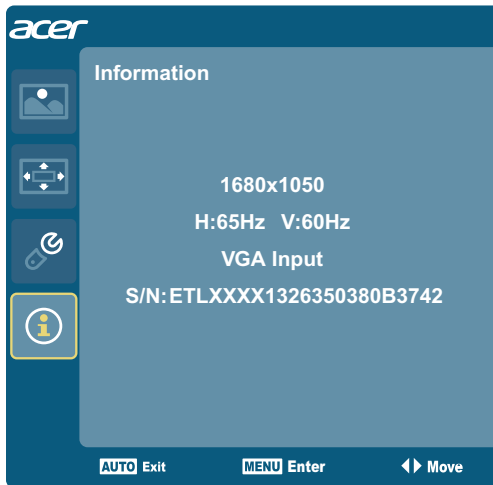 acer
Information
1680x1050
H:65Hz V:60Hz
VGA Input
S/N:ETLXXXX1326350380B3742
AUTO Exit MENU Enter Move